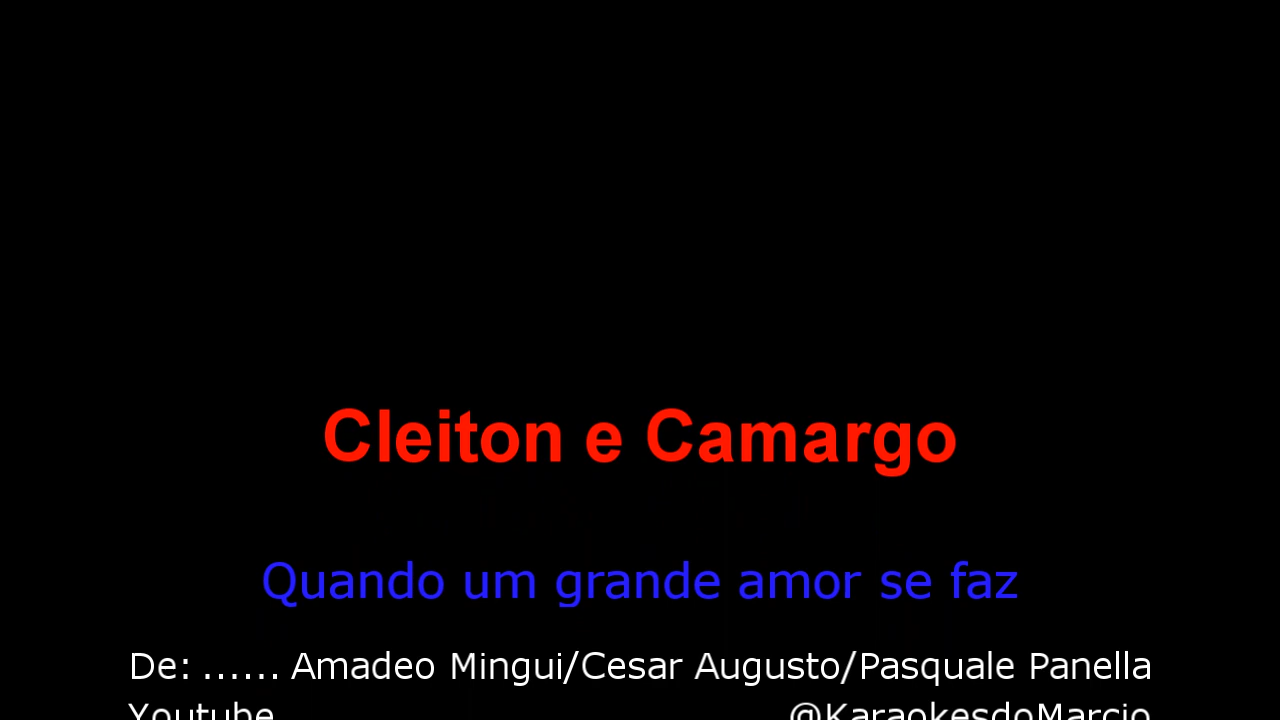 Cleiton e Camargo
Quando um grande amor se faz
De: ...... Amadeo Mingui/Cesar Augusto/Pasquale Panella
Youtube @KaraokesdoMarcio